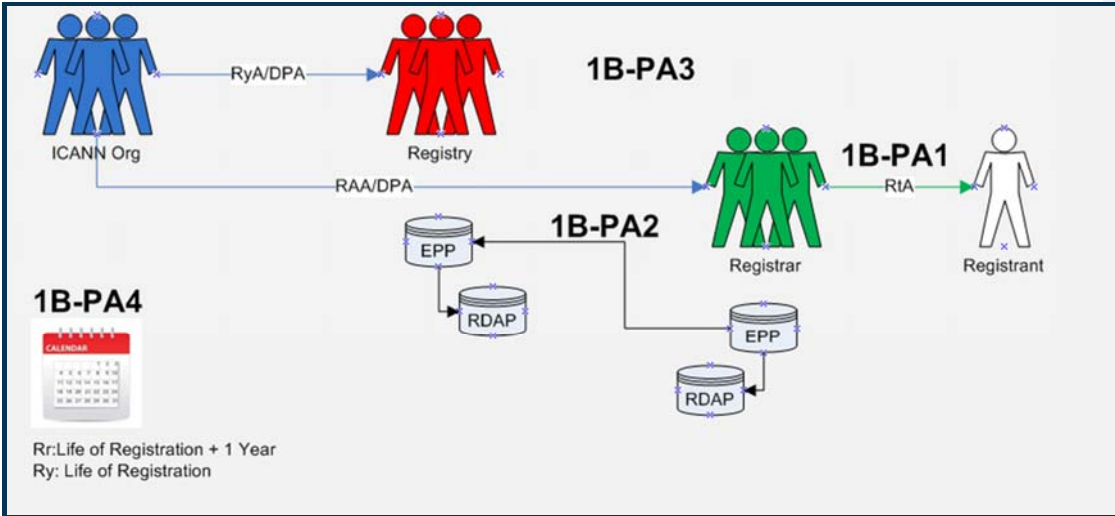 1B-PA3
RyA/DPA
ICANN Org
Registry
1B-PA1
RAA/DPA
RtA
1B-PA2
EPP
Registrar
Registrant
1B-PA4
RDAP
EPP
CALENDAR
RDAP
Rr:Life of Registration + 1 Year
Ry: Life of Registration